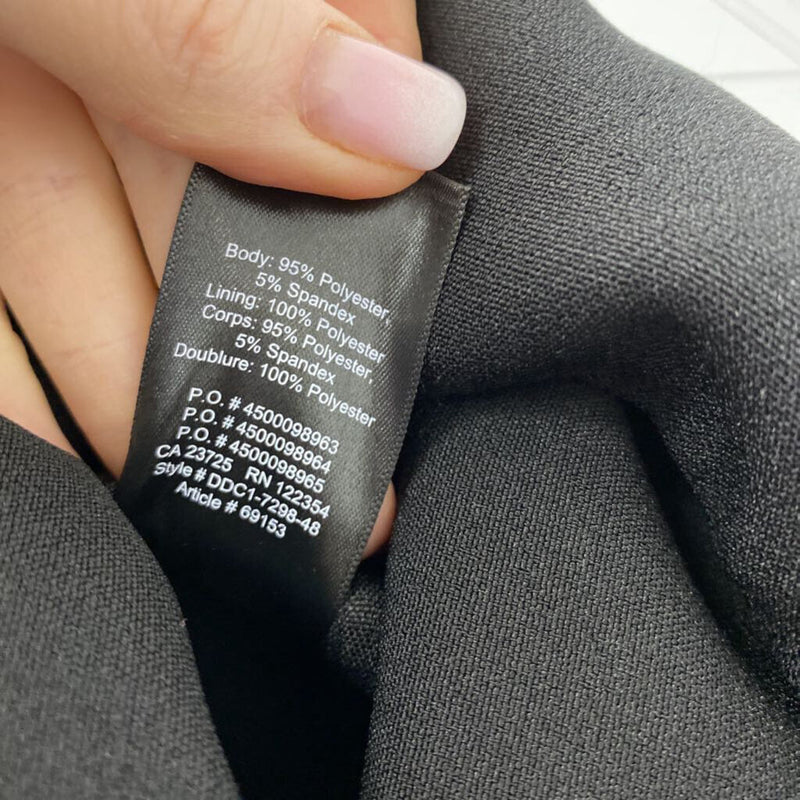 Body: 95% Polyester,
5% Spandex
Lining: 100% Polyester
Corps: 95% Polyester,
5% Spandex
Doublure: 100% Polyester
P.O. # 4500098963
P.O. # 4500098964
P.O. # 4500098965
CA 23725 RN 122354
Style # DDC1-7298-48
Article # 69153